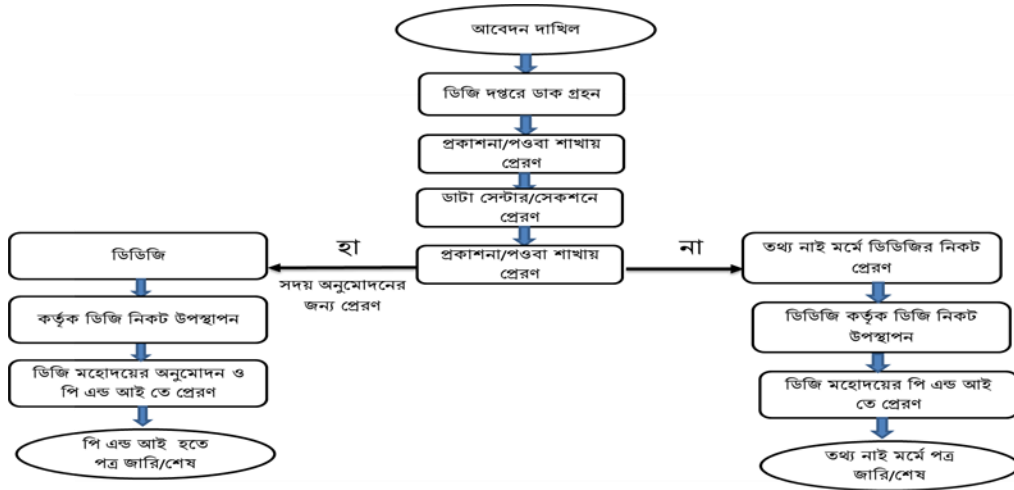 আবেদন দাখিল
ডিজি দপ্তরে ডাক গ্রহন
প্রকাশনা/পওবা শাখায়
প্রেরণ
ডাটা সেন্টার/সেকশনে
প্রেরণ
প্রকাশনা/পওবা শাখায়
প্রেরণ
হা
সদয় অনুমোদনের
জন্য প্রেরণ
ডিডিজি
কর্তৃক ডিজি নিকট উপস্থাপন
ডিজি মহোদয়ের অনুমোদন ও
পি এন্ড আই তে প্রেরণ
পি এন্ড আই হতে
পত্র জারি/শেষ
না
তথ্য নাই মর্মে ডিডিজির নিকট
প্রেরণ
ডিডিজি কর্তৃক ডিজি নিকট
উপস্থাপন
ডিজি মহোদয়ের পি এন্ড আই
তে প্রেরণ
তথ্য নাই মর্মে পত্র
জারি/শেষ